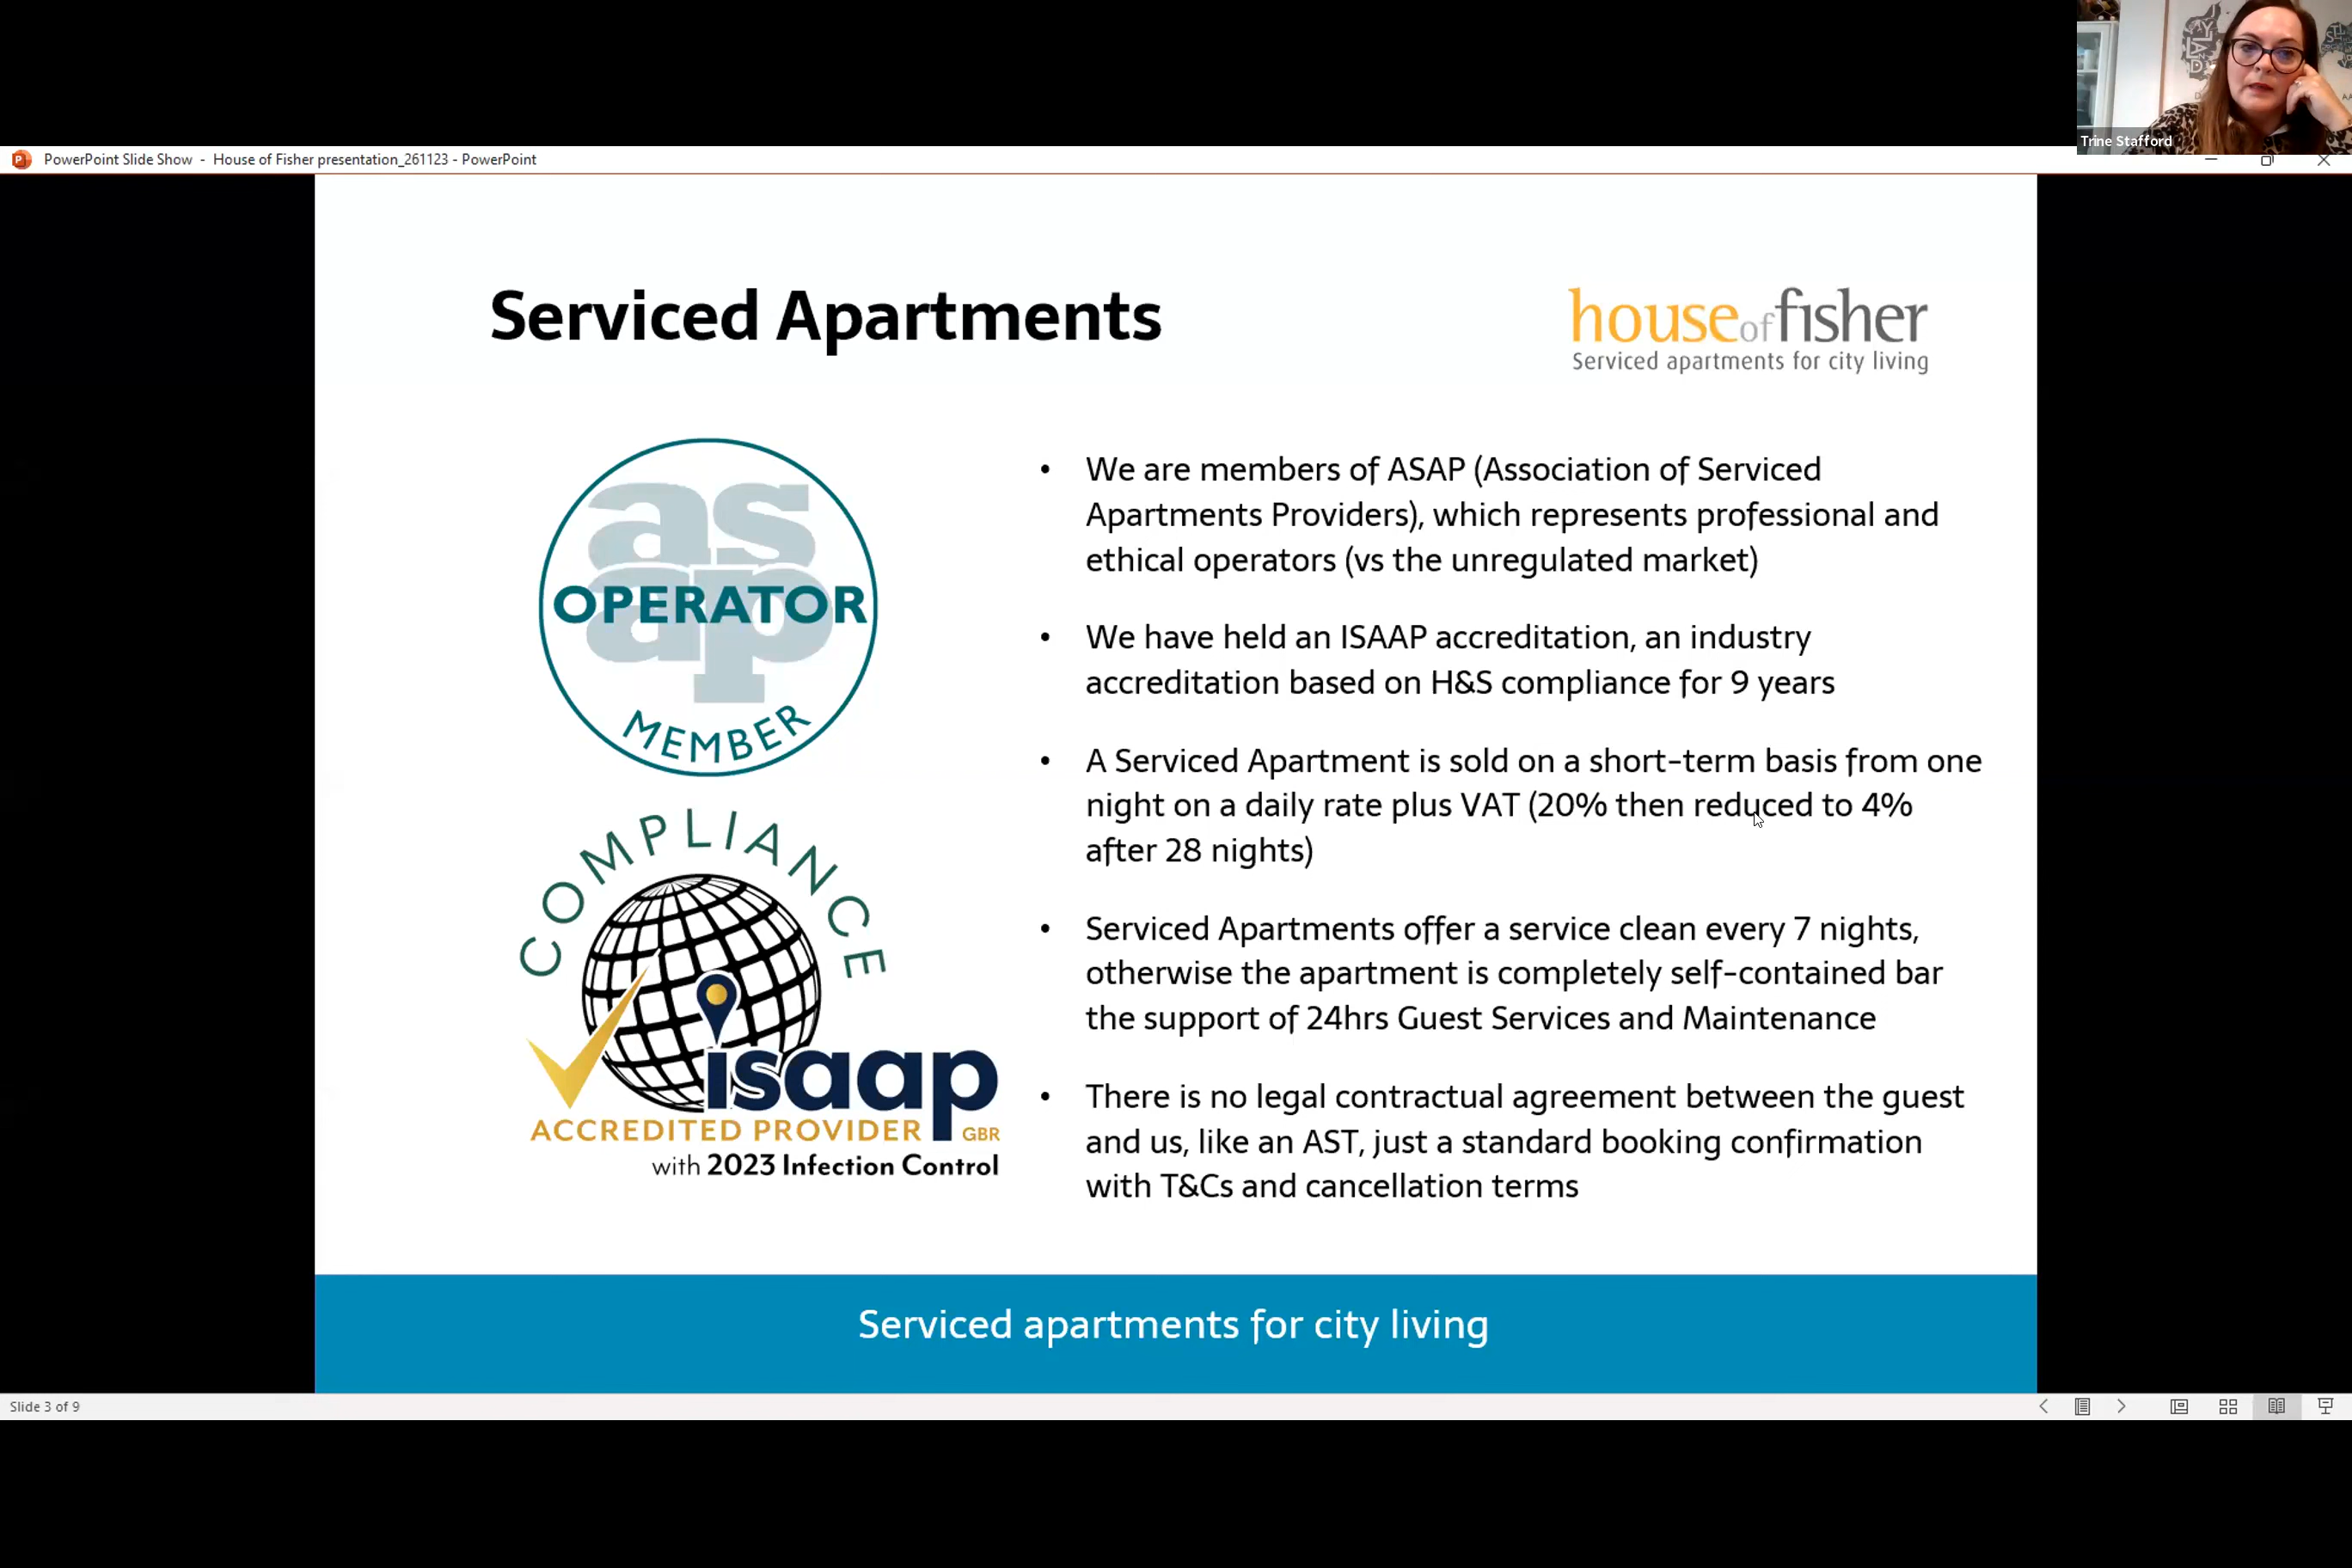 Trine Stafford
PowerPoint Slide Show - House of Fisher presentation_261123 - PowerPoint
Serviced Apartments
houseoffisher
Serviced apartments for city living
as
ap
OPERATOR
MEMBER
COMPLIANCE
isaap
ACCREDITED PROVIDER GBR
with 2023 Infection Control
• We are members of ASAP (Association of Serviced
Apartments Providers), which represents professional and
ethical operators (vs the unregulated market)
• We have held an ISAAP accreditation, an industry
accreditation based on H&S compliance for 9 years
• A Serviced Apartment is sold on a short-term basis from one
night on a daily rate plus VAT (20% then reduced to 4%
after 28 nights)
• Serviced Apartments offer a service clean every 7 nights,
otherwise the apartment is completely self-contained bar
the support of 24hrs Guest Services and Maintenance
• There is no legal contractual agreement between the guest
and us, like an AST, just a standard booking confirmation
with T&Cs and cancellation terms
Serviced apartments for city living
Slide 3 of 9